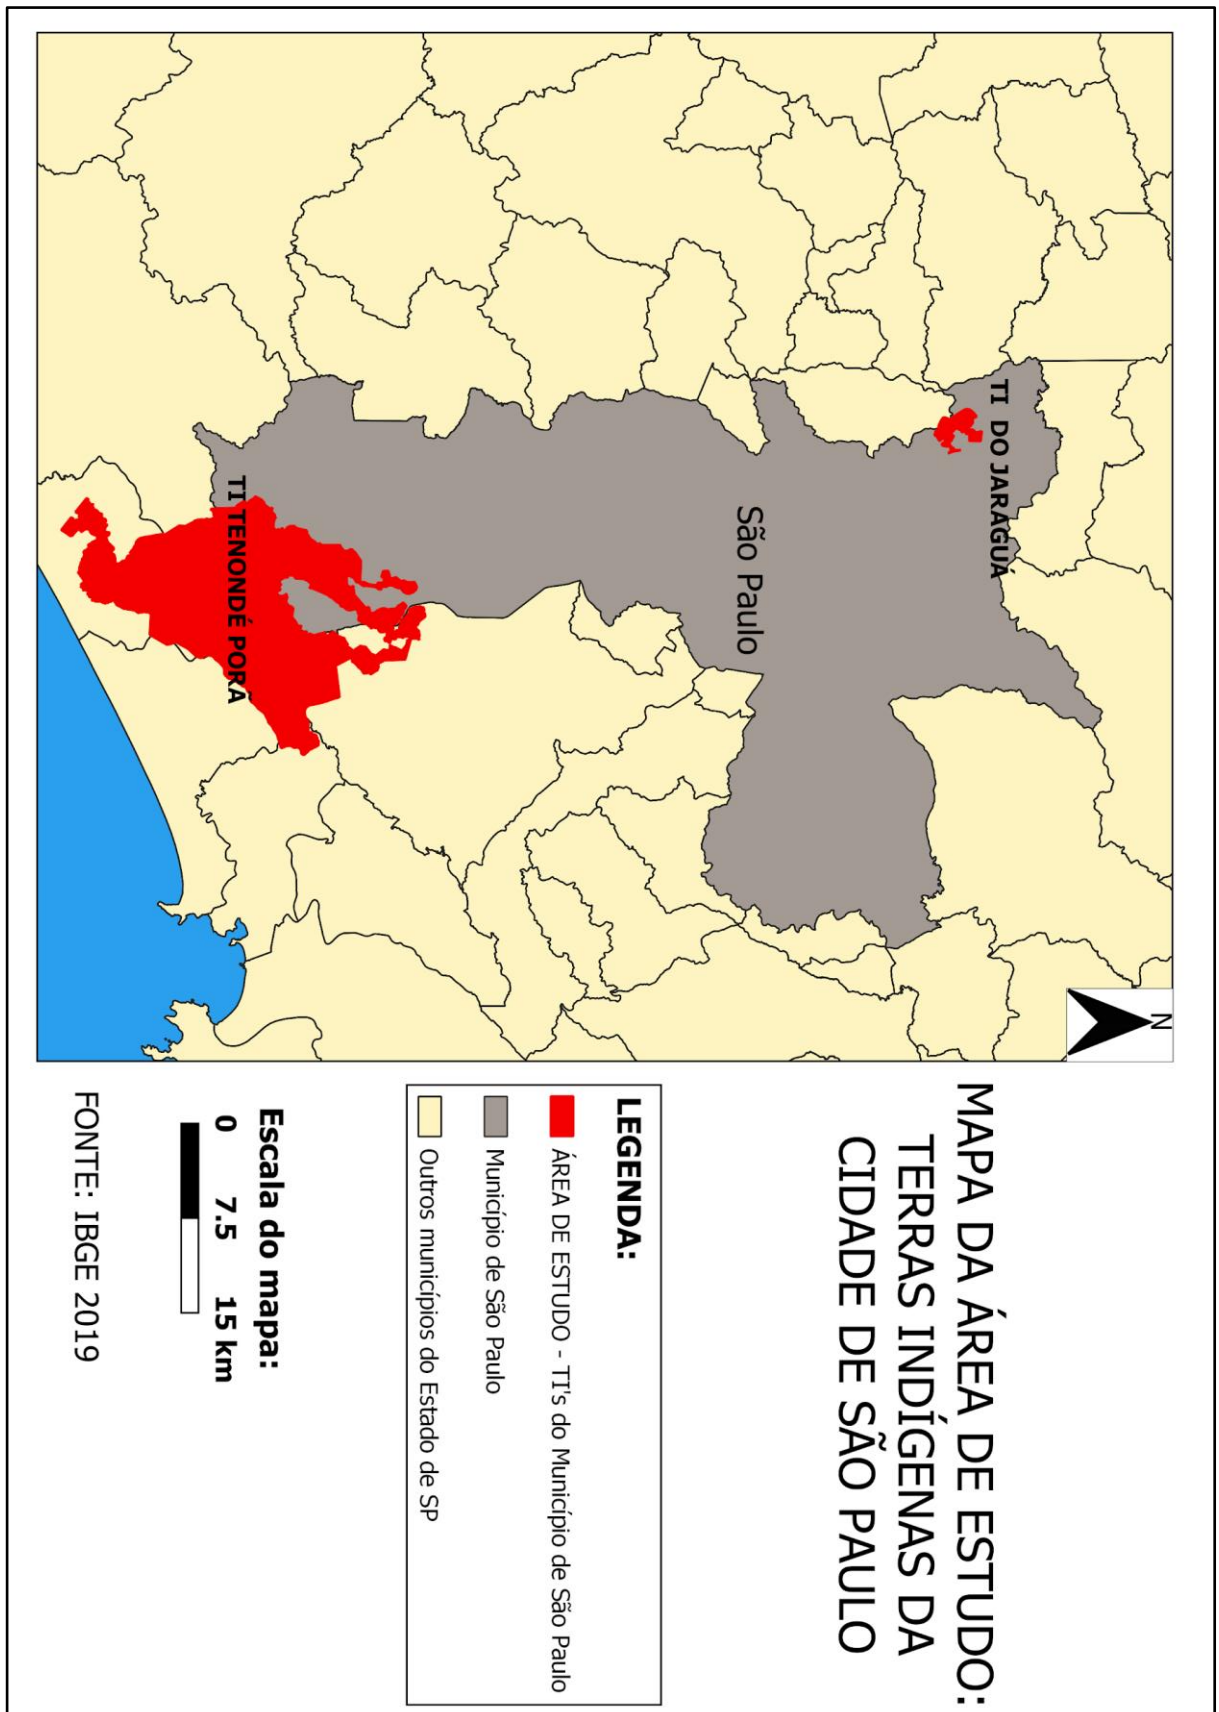 TI DO JARAGUÁ
São Paulo
TI TENONDÉ PORÃ
N
MAPA DA ÁREA DE ESTUDO:
TERRAS INDÍGENAS DA
CIDADE DE SÃO PAULO
LEGENDA:
ÁREA DE ESTUDO - TI's do Município de São Paulo
Município de São Paulo
Outros municípios do Estado de SP
Escala do mapa:
0 7.5 15 km
FONTE: IBGE 2019